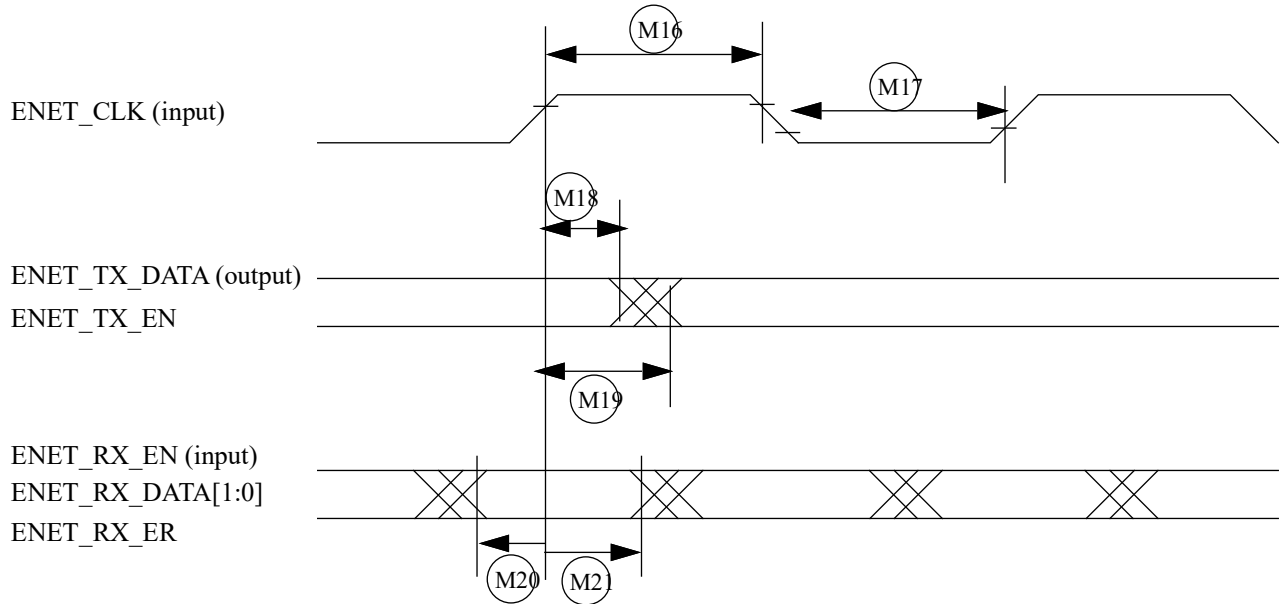 M16
ENET_CLK (input)
M17
M18
ENET_TX_DATA (output)
ENET_TX_EN
M19
ENET_RX_EN (input)
ENET_RX_DATA[1:0]
ENET_RX_ER
M20
M21